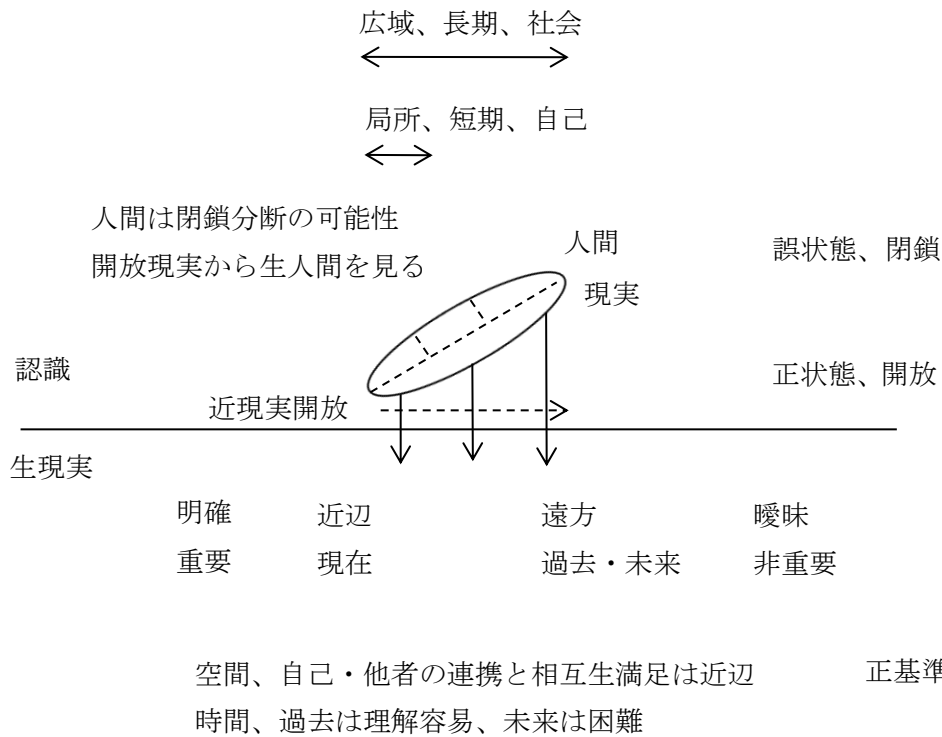 広域、長期、社会
局所、短期、自己
人間は閉鎖分断の可能性
開放現実から生人間を見る
人間
現実
誤状態、閉鎖
認識
正状態、開放
近現実開放
生現実
明確 近辺 遠方 曖昧
重要 現在 過去・未来 非重要
空間、自己・他者の連携と相互生満足は近辺 正基準
時間、過去は理解容易、未来は困難